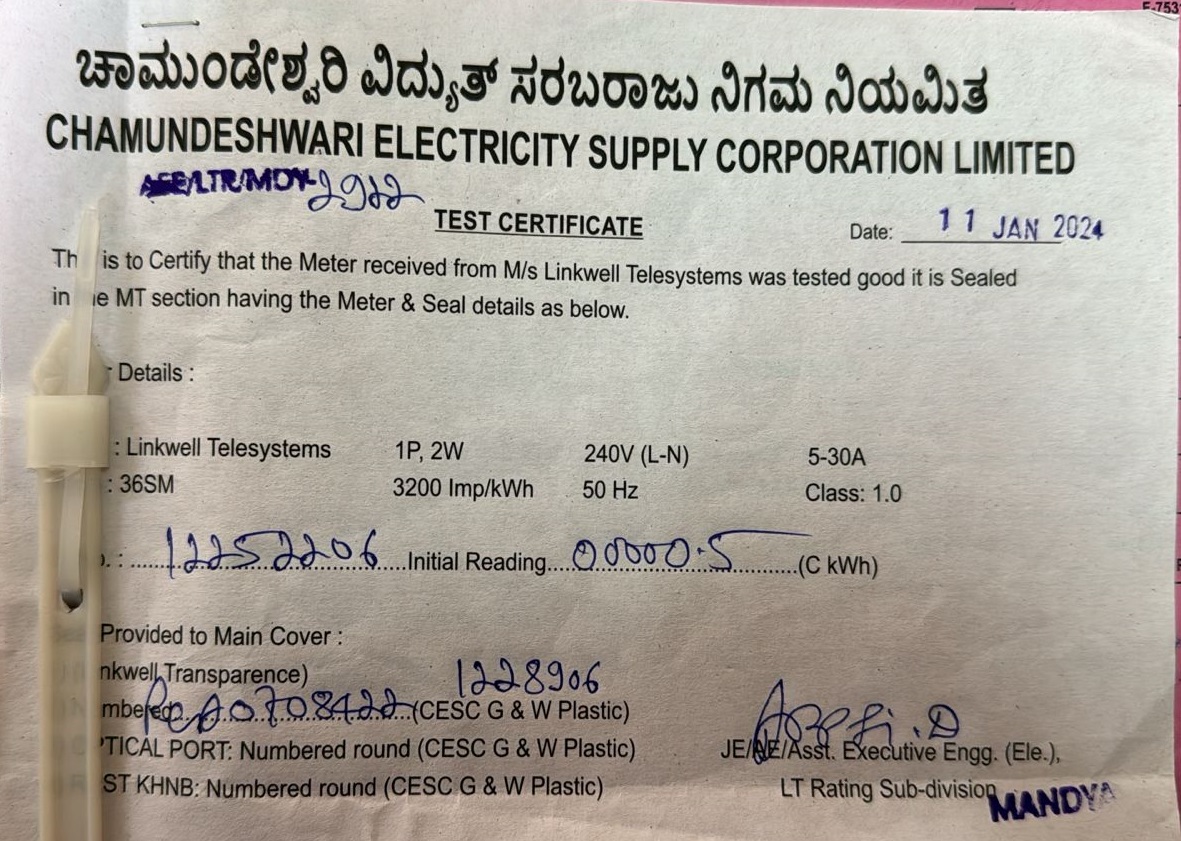 E-753
ಚಾಮುಂಡೇಶ್ವರಿ ವಿದ್ಯುತ್ ಸರಬರಾಜು ನಿಗಮ ನಿಯಮಿತ
CHAMUNDESHWARI ELECTRICITY SUPPLY CORPORATION LIMITED
AEE/LTR/MDY-2922
TEST CERTIFICATE
Date: 11 JAN 2024
Th is to Certify that the Meter received from M/s Linkwell Telesystems was tested good it is Sealed
in e MT section having the Meter & Seal details as below.
Details :
: Linkwell Telesystems 1P, 2W 240V (L-N) 5-30A
: 36SM 3200 Imp/kWh 50 Hz Class: 1.0
. : ......12252206....Initial Reading....00000.5...........(C kWh)
Provided to Main Cover :
nkwell Transparence) 1228906
mbered 0708422...(CESC G & W Plastic)
TICAL PORT: Numbered round (CESC G & W Plastic) JE/AE/Asst. Executive Engg. (Ele.),
ST KHNB: Numbered round (CESC G & W Plastic) LT Rating Sub-division MANDYA